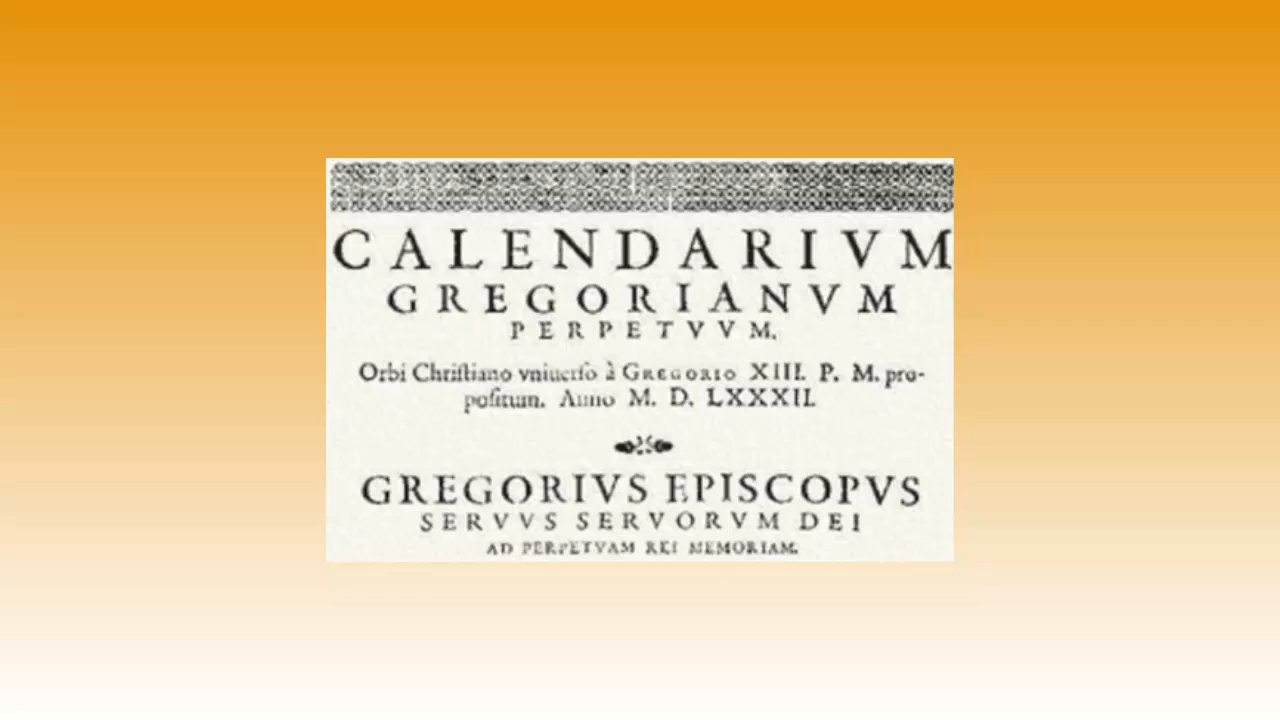 CALENDARIVM
GREGORIANVM
PERPETVVM.
Orbi Chriſtiano vniuerſo à GREGORIO XIII. P. M. pro-
poſitum. Anno M. D. LXXXII.
GREGORIVS EPISCOPVS
SERVVS SERVORVM DEI
AD PERPETVAM REI MEMORIAM.